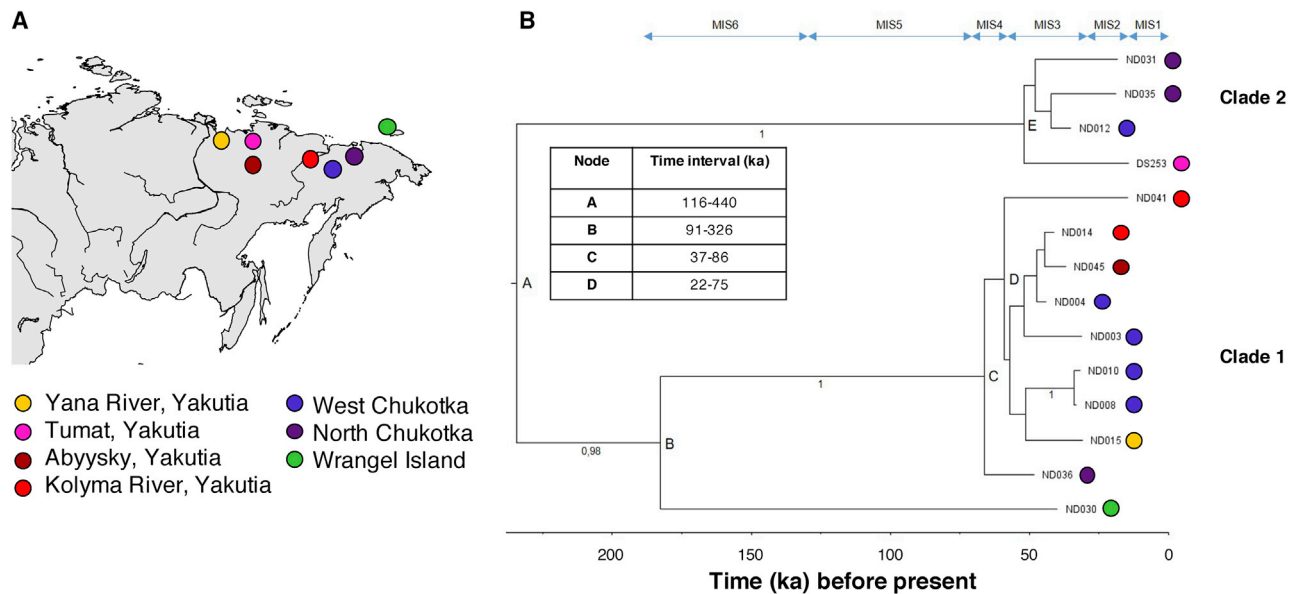 A
B
MIS6
MIS5
MIS4
MIS3
MIS2
MIS1
ND031
ND035
ND012
DS253
ND041
ND014
ND045
ND004
ND003
ND010
ND008
ND015
ND036
ND030
Clade 2
Clade 1
E
1
A
D
C
1
1
B
0,98
Node Time interval (ka)
A 116-440
B 91-326
C 37-86
D 22-75
Yana River, Yakutia
Tumat, Yakutia
Abyysky, Yakutia
Kolyma River, Yakutia
West Chukotka
North Chukotka
Wrangel Island
200 150 100 50 0
Time (ka) before present